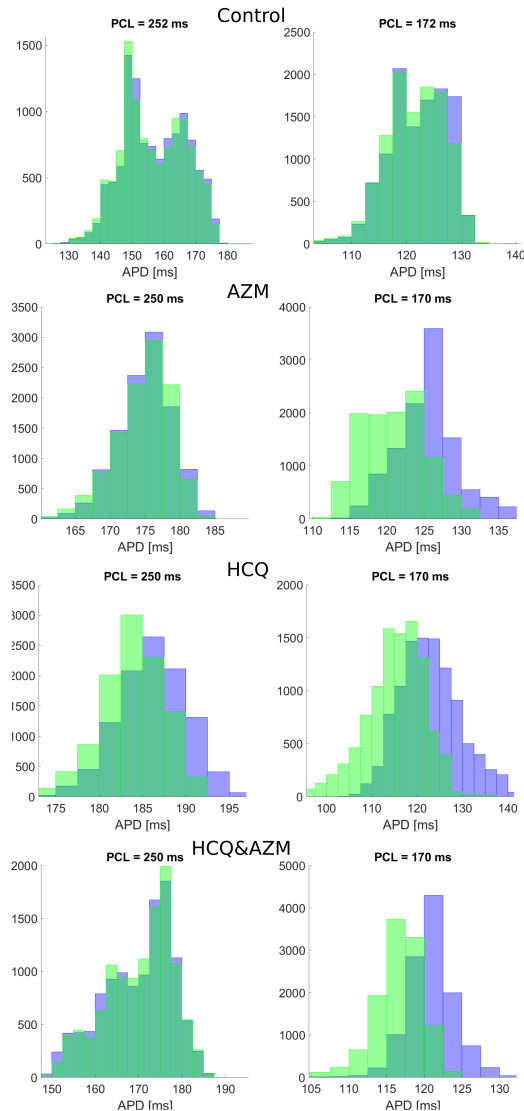 Control
PCL = 252 ms
1500
1000
500
0
130 140 150 160 170 180
APD [ms]
PCL = 172 ms
2500
2000
1500
1000
500
0
110 120 130 140
APD [ms]
AZM
PCL = 250 ms
3500
3000
2500
2000
1500
1000
500
0
165 170 175 180 185
APD [ms]
PCL = 170 ms
4000
3000
2000
1000
0
110 115 120 125 130 135
APD [ms]
HCQ
PCL = 250 ms
3500
3000
2500
2000
1500
1000
500
0
175 180 185 190 195
APD [ms]
PCL = 170 ms
2000
1500
1000
500
0
100 110 120 130 140
APD [ms]
HCQ&AZM
PCL = 250 ms
2000
1500
1000
500
0
150 160 170 180 190
APD [ms]
PCL = 170 ms
5000
4000
3000
2000
1000
0
105 110 115 120 125 130
APD [ms]